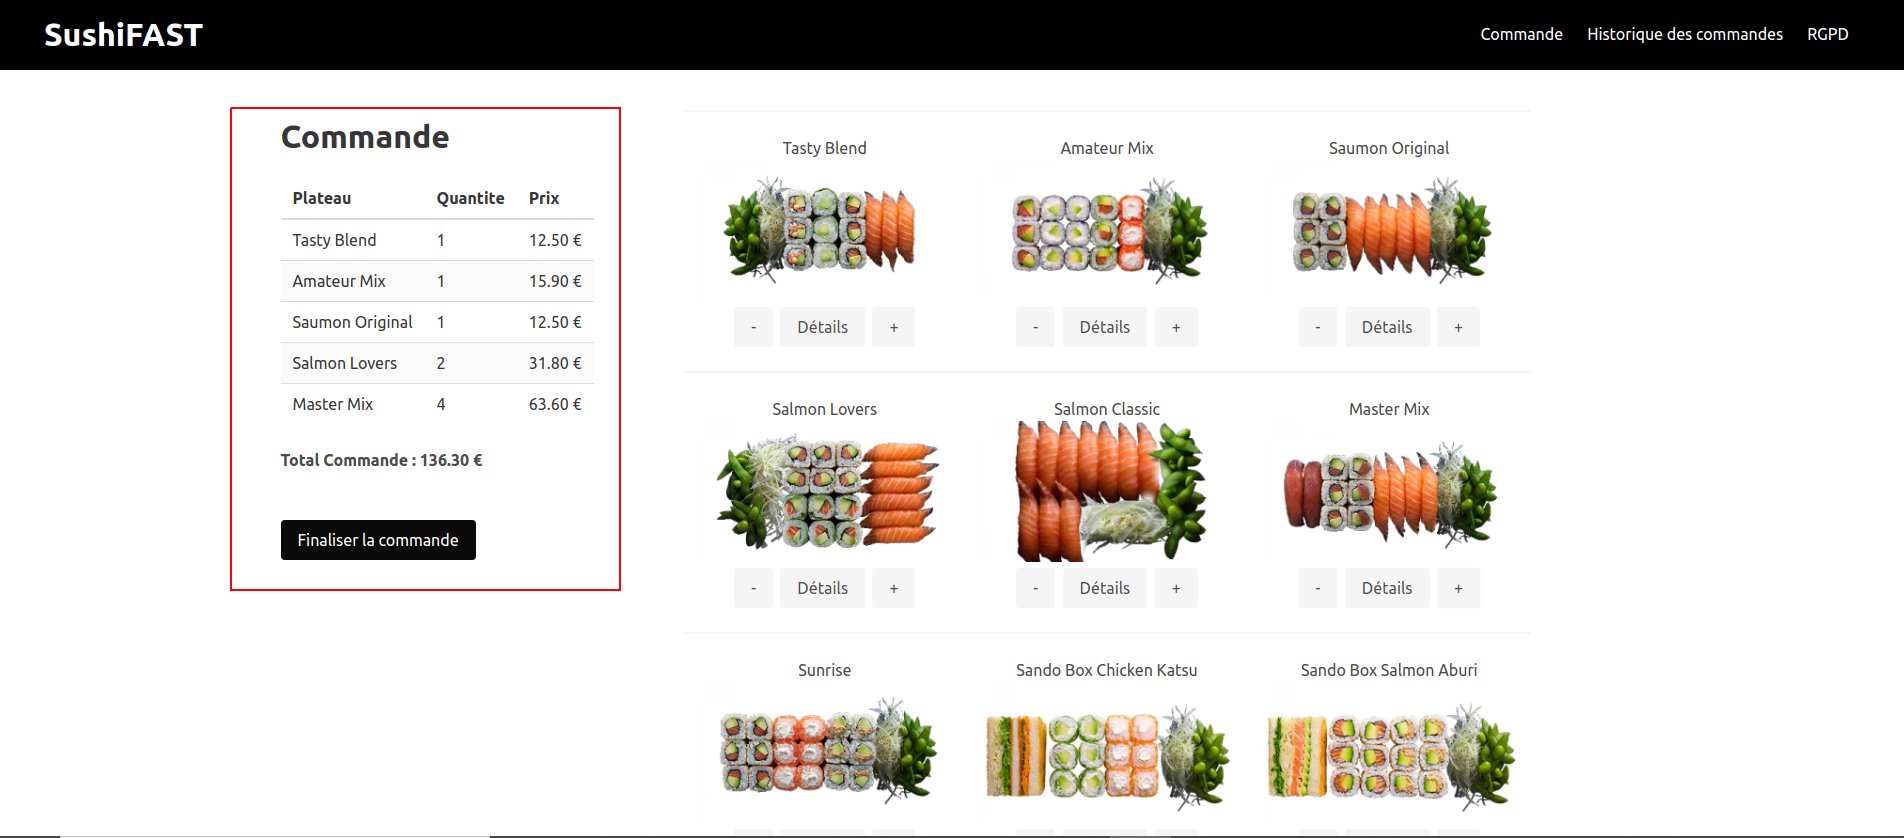 SushiFAST
Commande Historique des commandes RGPD
Commande
Plateau Quantite Prix
Tasty Blend 1 12.50 €
Amateur Mix 1 15.90 €
Saumon Original 1 12.50 €
Salmon Lovers 2 31.80 €
Master Mix 4 63.60 €
Total Commande : 136.30 €
Finaliser la commande
Tasty Blend Amateur Mix Saumon Original
- Détails + - Détails + - Détails +
Salmon Lovers Salmon Classic Master Mix
- Détails + - Détails + - Détails +
Sunrise Sando Box Chicken Katsu Sando Box Salmon Aburi